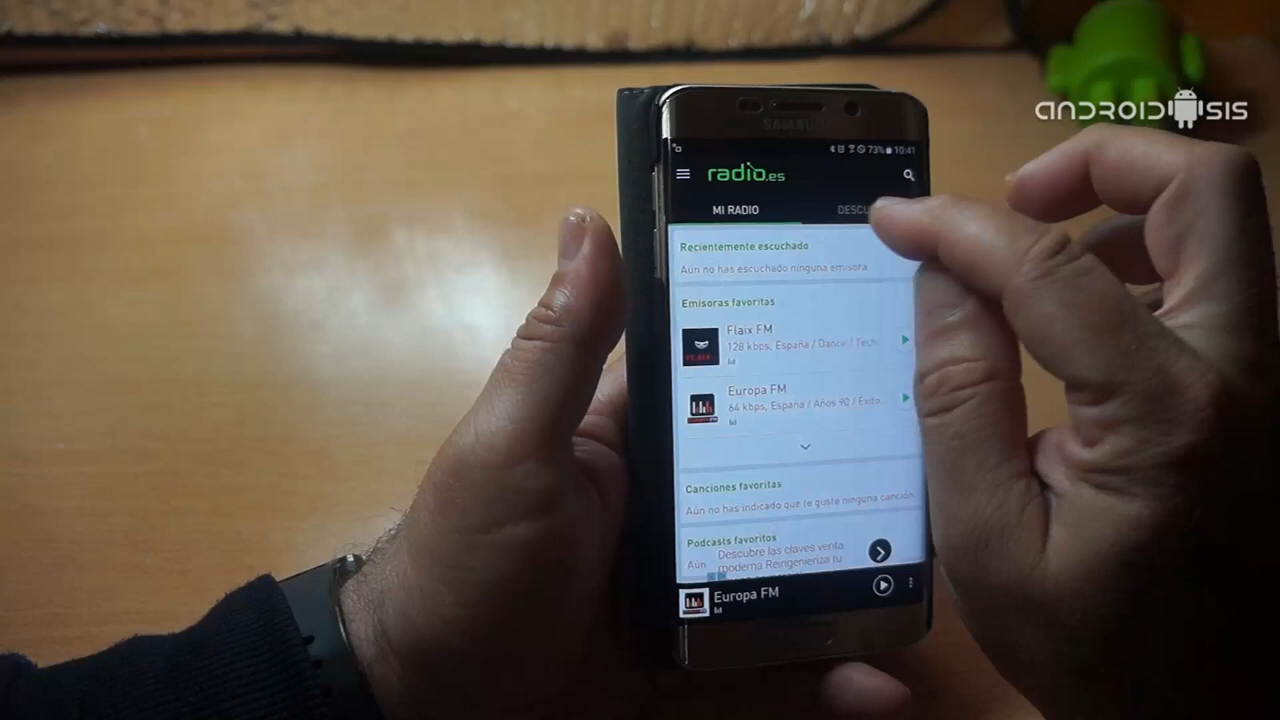 ANDROIDSIS
SAMSUNG
73% 10:41
radio.es
MI RADIO
DESCU
Recientemente escuchado
Aún no has escuchado ninguna emisora.
Emisoras favoritas
Flaix FM
128 kbps, España / Dance / Tech
Europa FM
64 kbps, España / Años 90 / Éxito
Canciones favoritas
Aún no has indicado que le guste ninguna canción.
Podcasts favoritos
Aún
Descubre las claves venta
moderna Reingenieriza tu
Europa FM